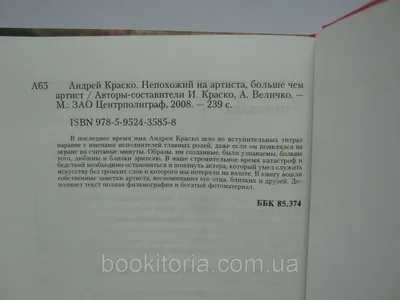 А65
Андрей Краско. Непохожий на артиста, больше чем
артист / Авторы-составители И. Краско, А. Величко. —
М.: ЗАО Центрполиграф, 2008. — 239 с.
ISBN 978-5-9524-3585-8
В последнее время имя Андрея Краско шло во вступительных титрах
наравне с именами исполнителей главных ролей, даже если он появлялся на
экране на считаные минуты. Образы, им созданные, были узнаваемы, больше
того, любимы и близки зрителю. В наше стремительное время катастроф и
бедствий необходимо остановиться и помянуть актера, который умел служить
искусству без громких слов и которого мы потеряли на взлете. В книгу вошли
собственные заметки артиста, воспоминания его отца, близких и друзей. До-
полняет текст полная фильмография и богатый фотоматериал.
ББК 85.374
bookitoria.com.ua